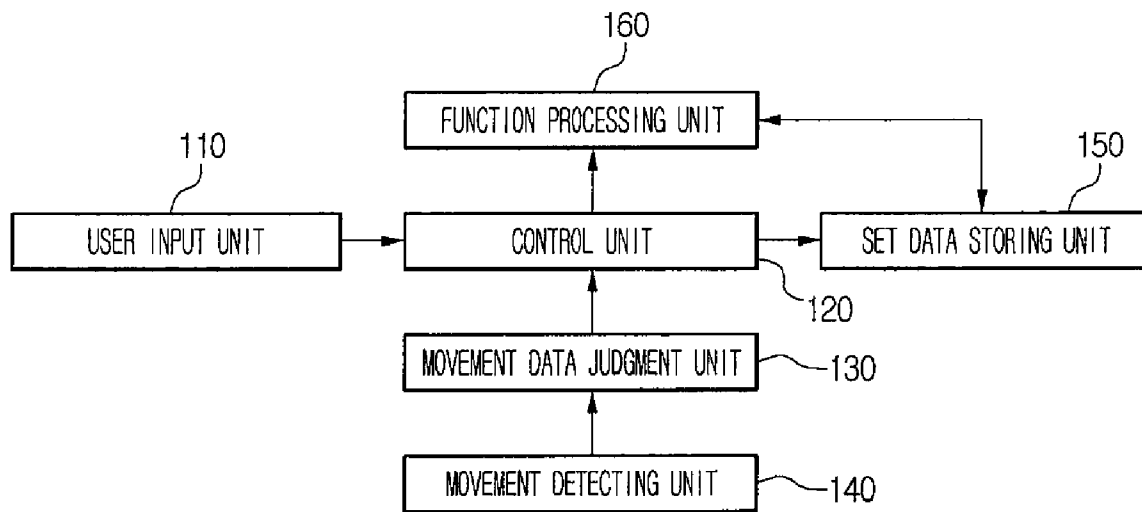 160
FUNCTION PROCESSING UNIT
110
150
USER INPUT UNIT
CONTROL UNIT
SET DATA STORING UNIT
120
MOVEMENT DATA JUDGMENT UNIT
130
MOVEMENT DETECTING UNIT
140